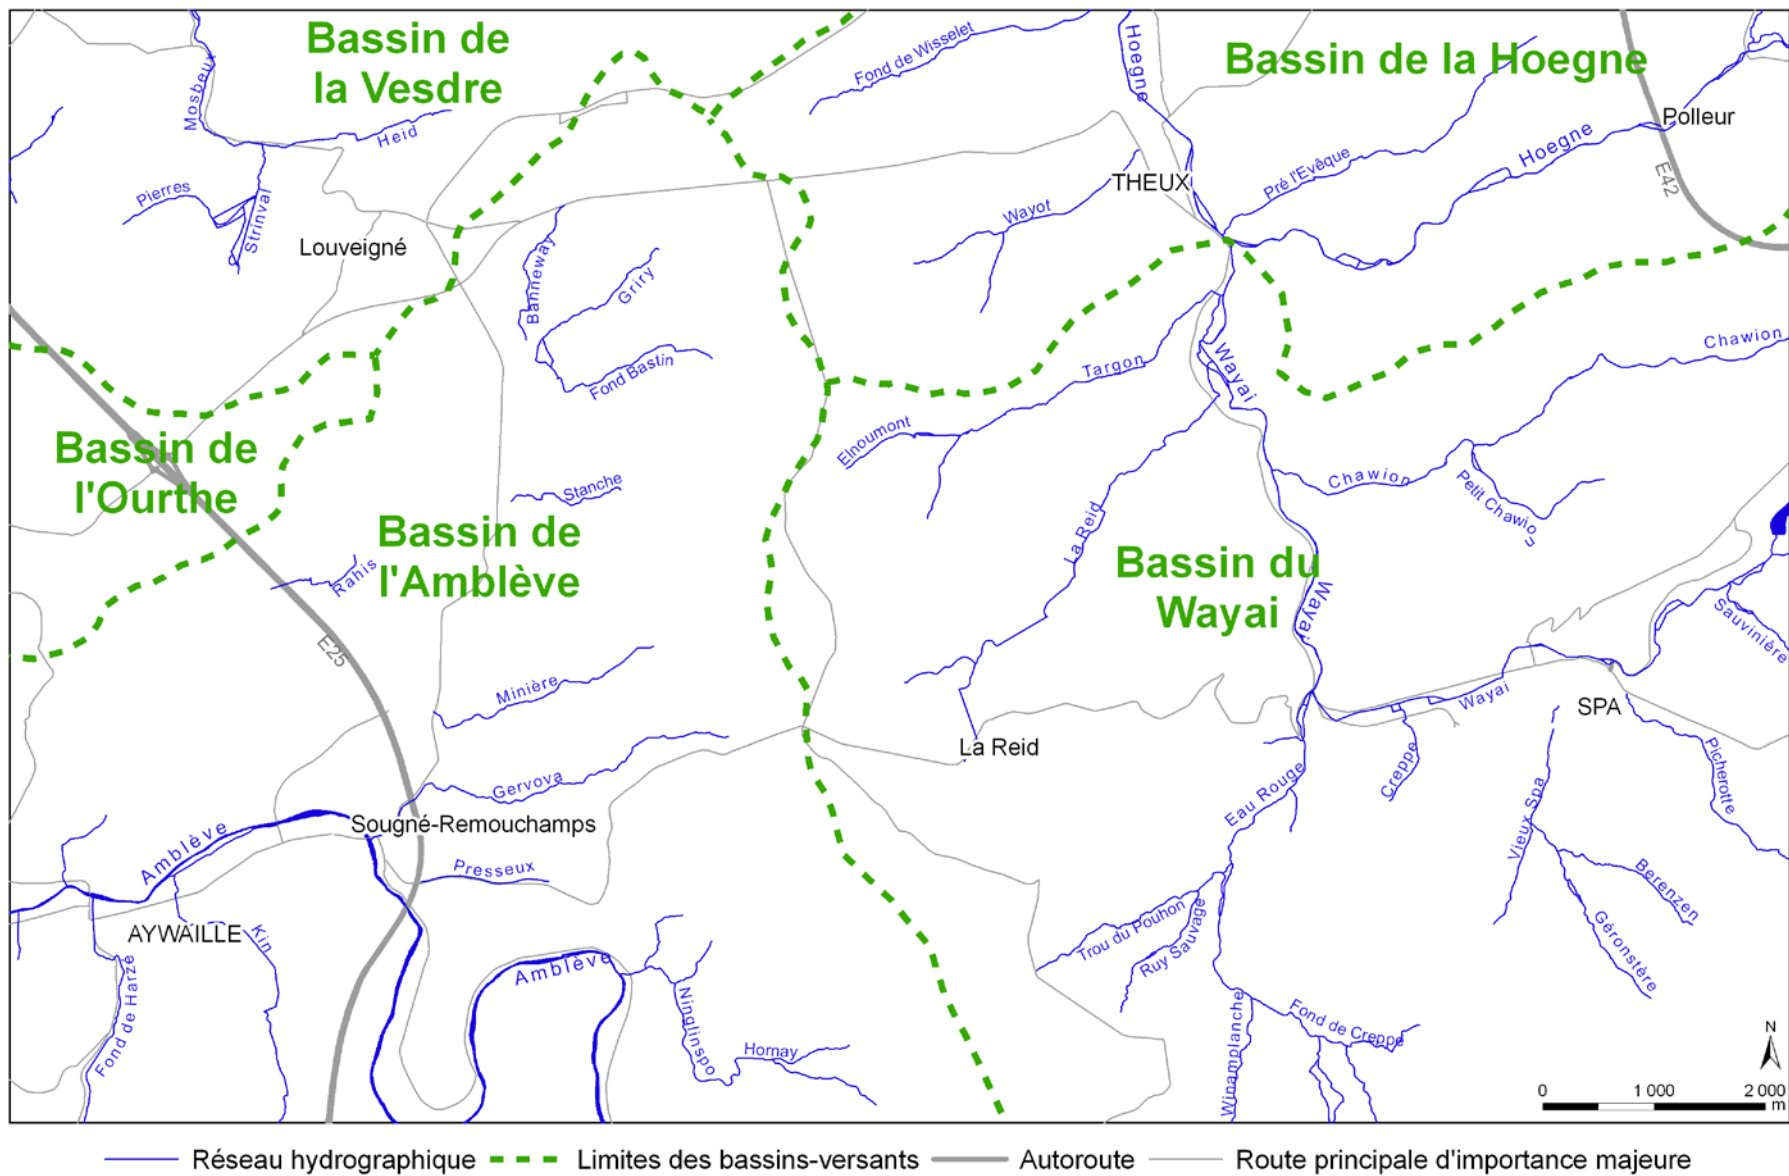 Bassin de
la Vesdre
Bassin de la Hoegne
Mosbeux
Heid
Fond de Wisselet
Hoegne
Polleur
Hoegne
E42
Pierres
Strinval
Louveigné
Banneway
Griry
Fond Bastin
THEUX
Pré l'Evêque
Wayot
Targon
Wayai
Chawion
Elnoumont
Chawion
Petit Chawion
Bassin de
l'Ourthe
Stanche
Bassin de
l'Amblève
Rahis
E25
La Reid
Bassin du
Wayai
Wayai
Sauvinière
Minière
Wayai
SPA
La Reid
Creppe
Picherotte
Gervova
Eau Rouge
Vieux Spa
Sougné-Remouchamps
Amblève
Presseux
Berenzen
Géronstère
AYWAILLE
Kin
Trou du Pouhon
Ruy Sauvage
Amblève
Fond de Harzé
Ninglinspo
Hornay
Winamplanche
Fond de Creppe
N
0 1 000 2 000
m
Réseau hydrographique Limites des bassins-versants Autoroute Route principale d'importance majeure